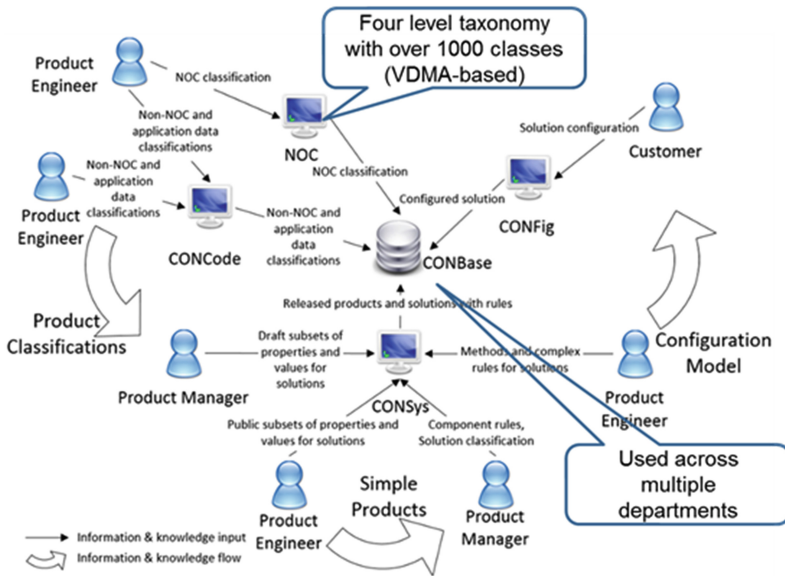 Four level taxonomy
with over 1000 classes
(VDMA-based)
Product
Engineer
NOC classification
Non-NOC and
application data
classifications
NOC
Solution configuration
Customer
Non-NOC and
application
data
classifications
Product
Engineer
NOC classification
Configured solution
CONFig
CONCode
Non-NOC and
application
data
classifications
CONBase
Released products and solutions with rules
Product
Classifications
Draft subsets of
properties and
values for
solutions
Methods and complex
rules for solutions
Configuration
Model
Product Manager
CONSys
Product
Engineer
Public subsets of properties and
values for solutions
Component rules,
Solution classification
Used across
multiple
departments
Simple
Products
Product
Engineer
Product
Manager
Information & knowledge input
Information & knowledge flow